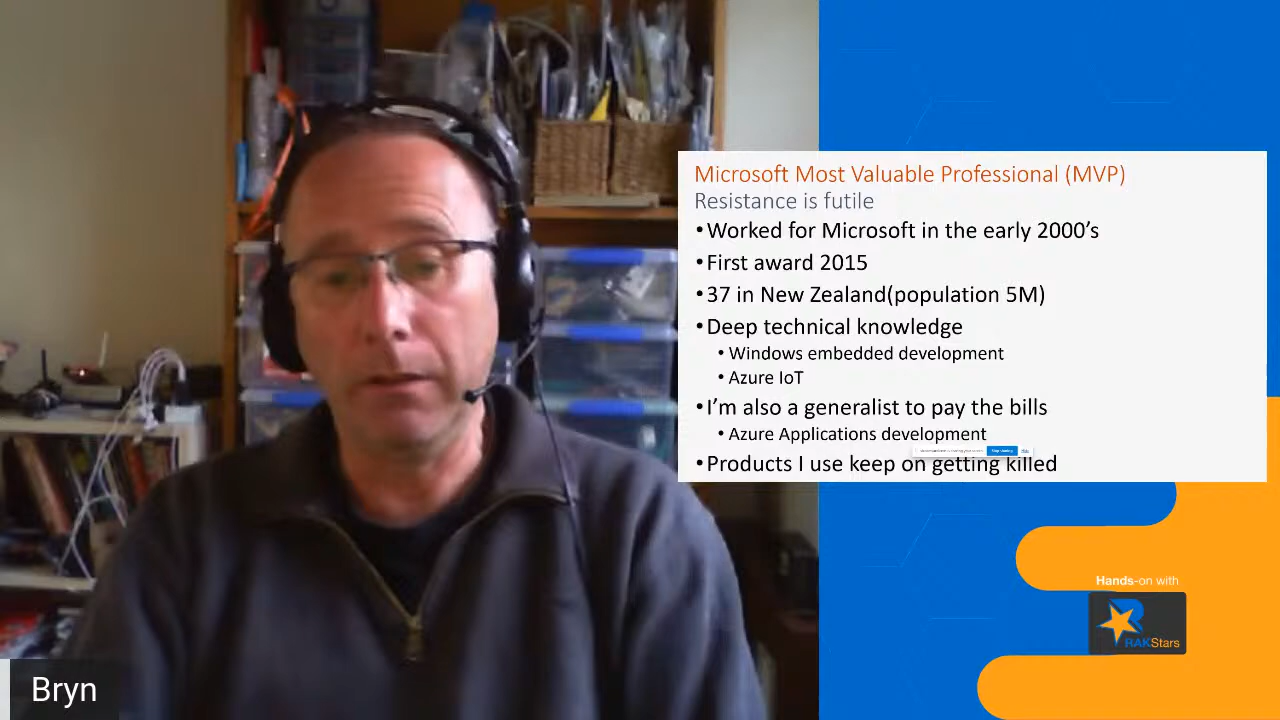 Microsoft Most Valuable Professional (MVP)
Resistance is futile
•Worked for Microsoft in the early 2000's
•First award 2015
•37 in New Zealand(population 5M)
•Deep technical knowledge
•Windows embedded development
•Azure IoT
•I'm also a generalist to pay the bills
•Azure Applications development
•Products I use keep on getting killed
Hands-on with
RAKStars
Bryn